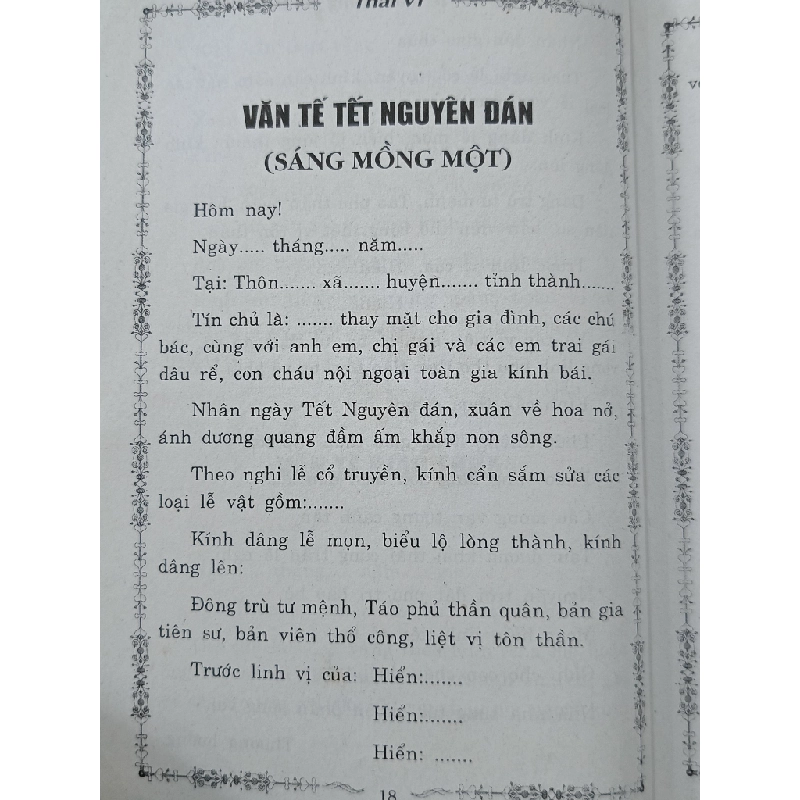 Thái Vi
VĂN TẾ TẾT NGUYÊN ĐÁN
(SÁNG MỒNG MỘT)
Hôm nay!
Ngày..... tháng..... năm.....
Tại: Thôn....... xã....... huyện....... tỉnh thành.......
Tín chủ là: ....... thay mặt cho gia đình, các chú
bác, cùng với anh em, chị gái và các em trai gái
dâu rể, con cháu nội ngoại toàn gia kính bái.
Nhân ngày Tết Nguyên đán, xuân về hoa nở,
ánh dương quang đầm ấm khắp non sông.
Theo nghi lễ cổ truyền, kính cẩn sắm sửa các
loại lễ vật gồm:.......
Kính dâng lễ mọn, biểu lộ lòng thành, kính
dâng lên:
Đông trù tư mệnh, Táo phủ thần quân, bản gia
tiên sư, bản viên thổ công, liệt vị tôn thần.
Trước linh vị của: Hiển:.......
Hiển:.......
Hiển: .......
18